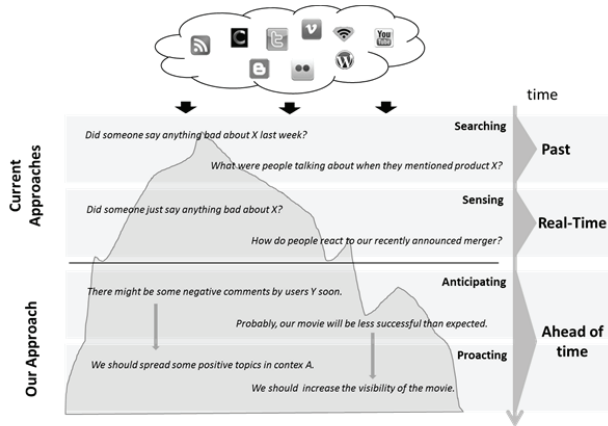 You
Tube
time
Searching
Did someone say anything bad about X last week?
Past
What were people talking about when they mentioned product X?
Current
Approaches
Sensing
Did someone just say anything bad about X?
Real-Time
How do people react to our recently announced merger?
Anticipating
There might be some negative comments by users Y soon.
Probably, our movie will be less successful than expected.
Ahead of
time
Our Approach
Proacting
We should spread some positive topics in contex A.
We should increase the visibility of the movie.